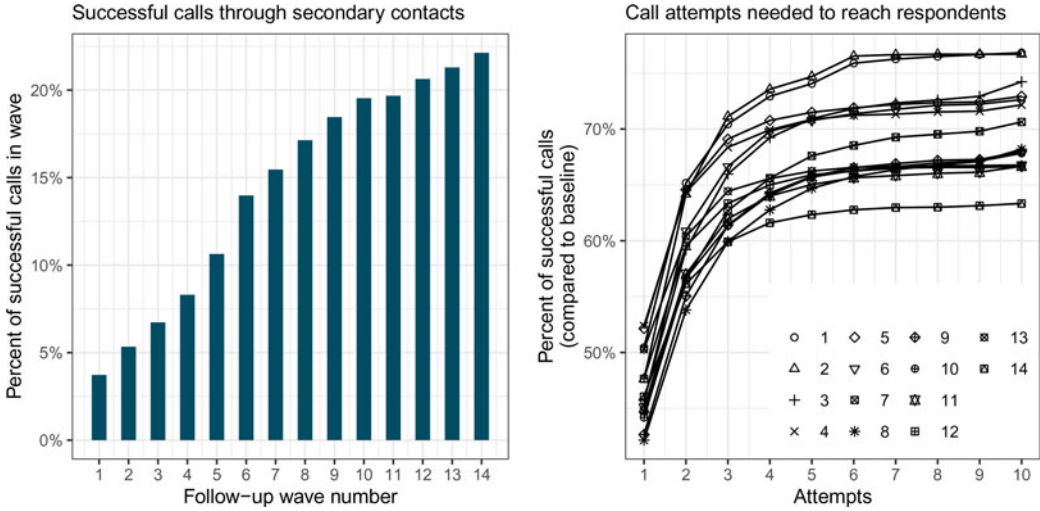 Successful calls through secondary contacts
Percent of successful calls in wave
20%
15%
10%
5%
0%
1 2 3 4 5 6 7 8 9 10 11 12 13 14
Follow−up wave number
Call attempts needed to reach respondents
Percent of successful calls
(compared to baseline)
70%
60%
50%
1 5 9 13
2 6 10 14
3 7 11
4 8 12
1 2 3 4 5 6 7 8 9 10
Attempts